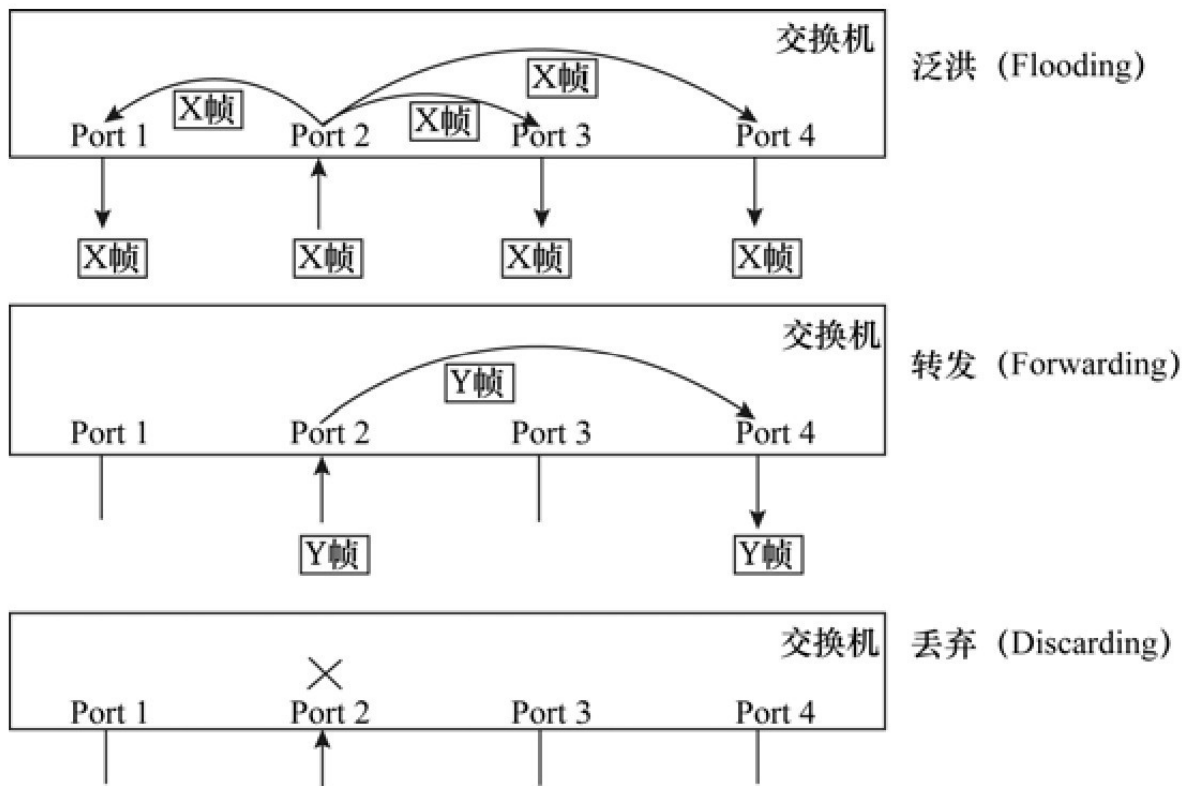 交换机
泛洪（Flooding）
X帧
X帧
X帧
Port 1
Port 2
Port 3
Port 4
X帧
X帧
X帧
X帧
交换机
转发（Forwarding）
Y帧
Port 1
Port 2
Port 3
Port 4
Y帧
Y帧
交换机
丢弃（Discarding）
Port 1
Port 2
Port 3
Port 4